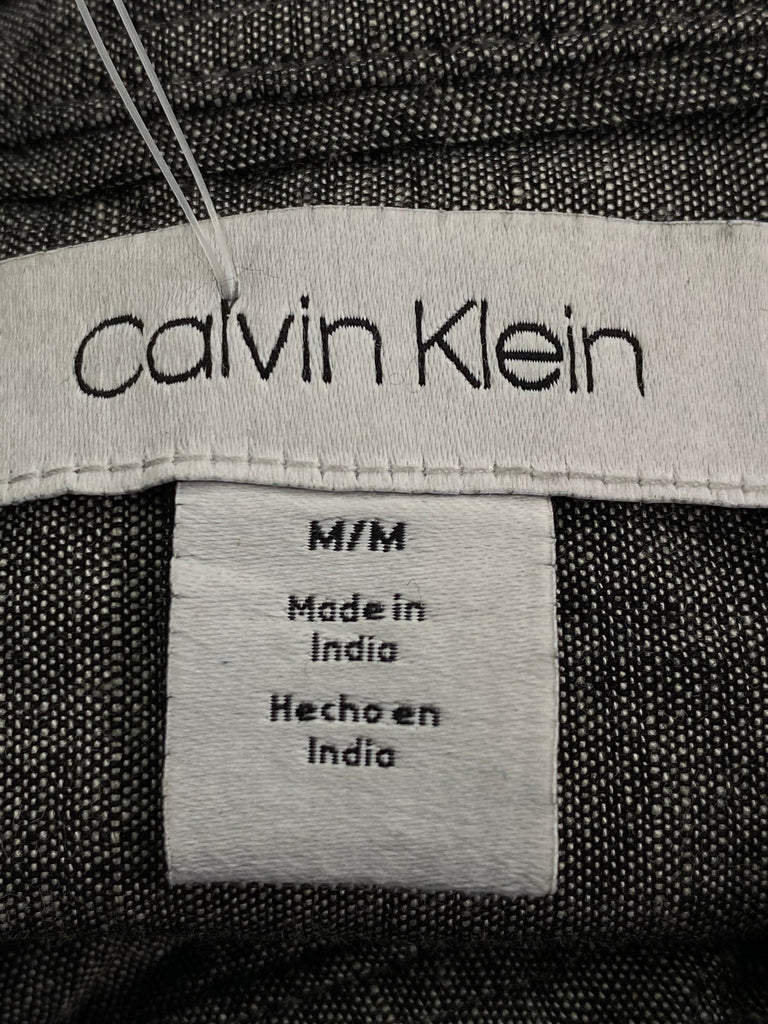 Calvin Klein
M/M
Made in
India
Hecho en
India